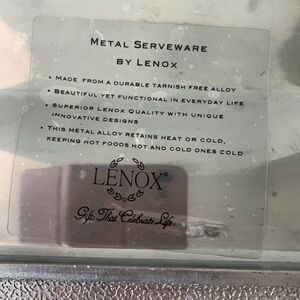 METAL SERVEWARE
BY LENOX
• MADE FROM A DURABLE TARNISH FREE ALLOY
• BEAUTIFUL YET FUNCTIONAL IN EVERYDAY LIFE
• SUPERIOR LENOX QUALITY WITH UNIQUE
INNOVATIVE DESIGNS
• THIS METAL ALLOY RETAINS HEAT OR COLD,
KEEPING HOT FOODS HOT AND COLD ONES COLD
LENOX®
Gifts That Celebrate Life